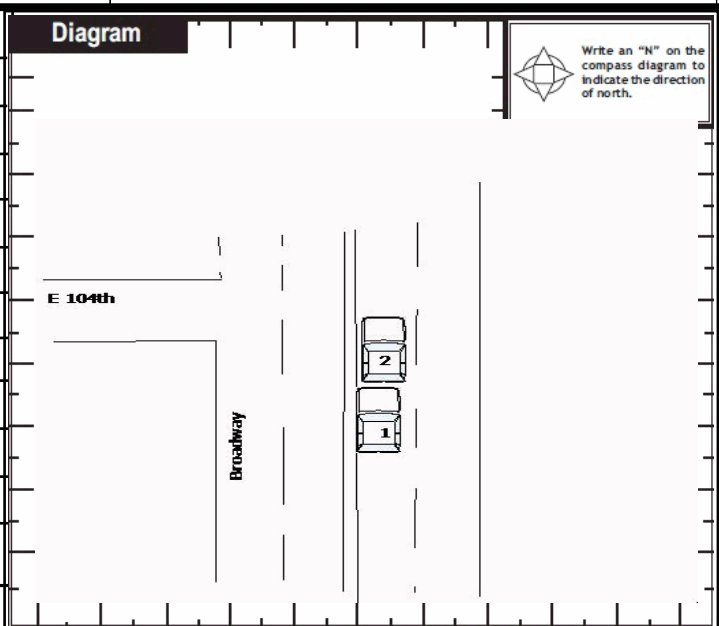 Diagram
Write an “N” on the
compass diagram to
indicate the direction
of north.
E 104th
2
1
Broadway